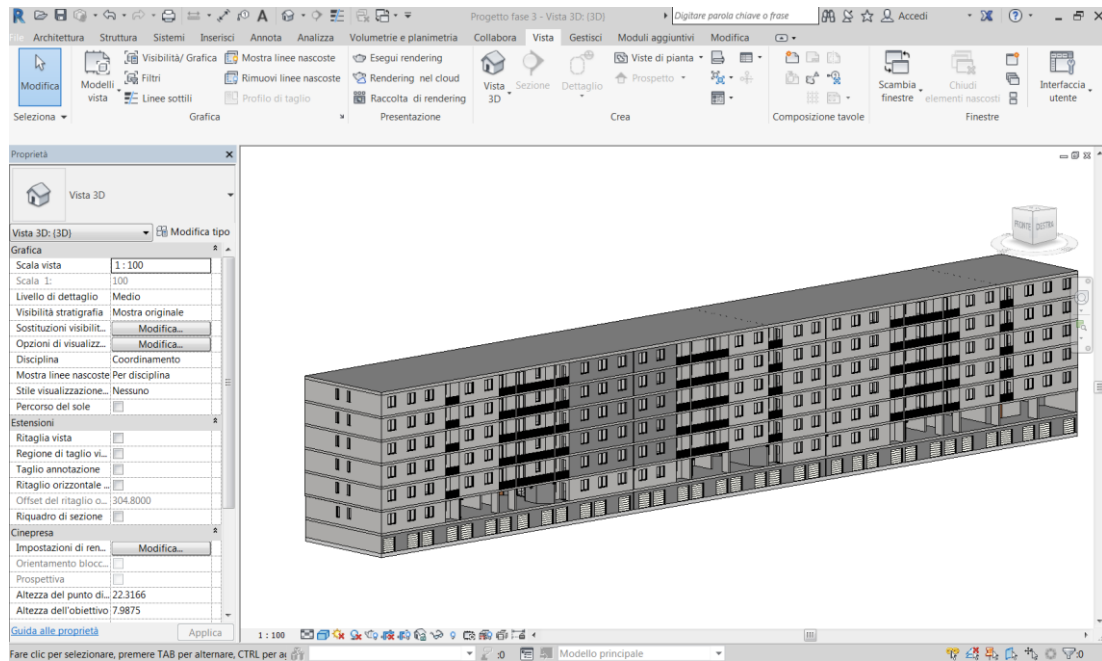 Progetto fase 3 - Vista 3D: {3D}
Digitare parola chiave o frase
Accedi
File Architettura Struttura Sistemi Inserisci Annota Analizza Volumetrie e planimetria Collabora Vista Gestisci Moduli aggiuntivi Modifica
Modifica
Modelli vista
Visibilità/ Grafica
Filtri
Linee sottili
Mostra linee nascoste
Rimuovi linee nascoste
Profilo di taglio
Esegui rendering
Rendering nel cloud
Raccolta di rendering
Vista 3D
Sezione
Dettaglio
Viste di pianta
Prospetto
Scambia finestre
Chiudi elementi nascosti
Interfaccia utente
Seleziona
Grafica
Presentazione
Crea
Composizione tavole
Finestre
Proprietà
Vista 3D
Vista 3D: {3D}
Modifica tipo
Grafica
Scala vista 1 : 100
Scala 1: 100
Livello di dettaglio Medio
Visibilità stratigrafia Mostra originale
Sostituzioni visibilit... Modifica...
Opzioni di visualizz... Modifica...
Disciplina Coordinamento
Mostra linee nascoste Per disciplina
Stile visualizzazione... Nessuno
Percorso del sole
Estensioni
Ritaglia vista
Regione di taglio vi...
Taglio annotazione
Ritaglio orizzontale ...
Offset del ritaglio o... 304.8000
Riquadro di sezione
Cinepresa
Impostazioni di ren... Modifica...
Orientamento blocc...
Prospettiva
Altezza del punto di... 22.3166
Altezza dell'obiettivo 7.9875
Guida alle proprietà
Applica
FRONTE
DESTRA
1 : 100
Fare clic per selezionare, premere TAB per alternare, CTRL per ag
:0
Modello principale
:0